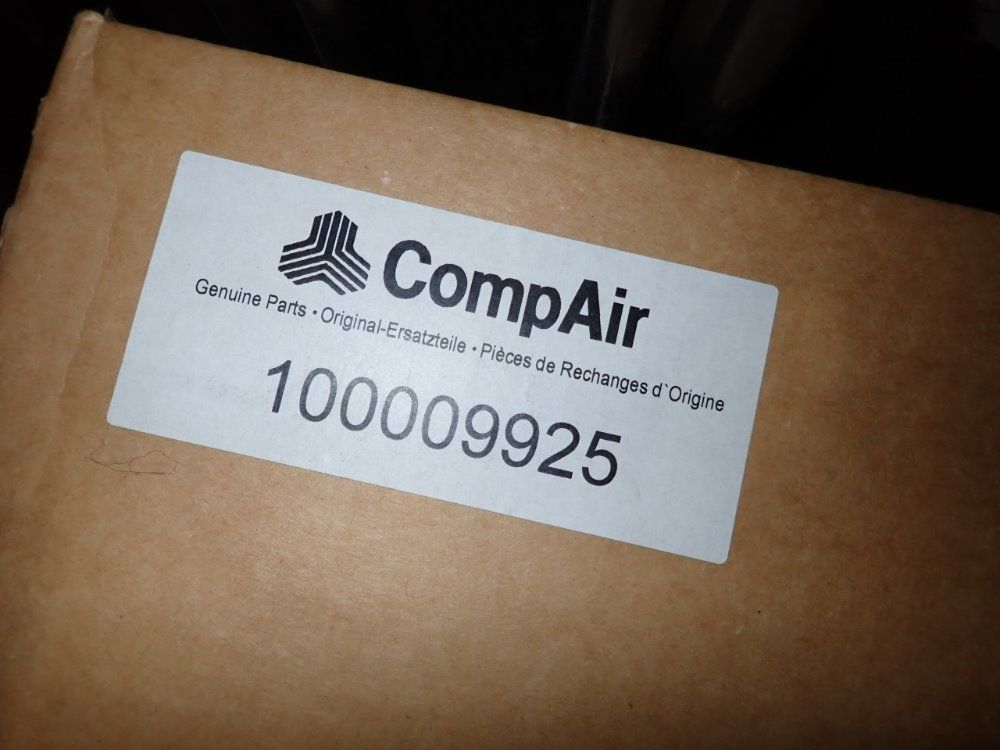 CompAir
Genuine Parts • Original-Ersatzteile • Pièces de Rechanges d`Origine
100009925